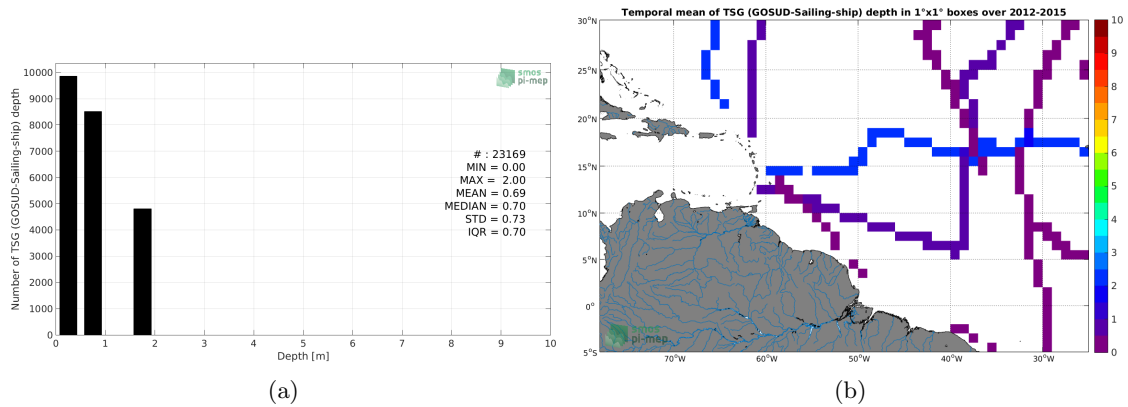 10000
9000
8000
7000
6000
5000
4000
3000
2000
1000
0
Number of TSG (GOSUD-Sailing-ship) depth
smos
pi-mep
# : 23169
MIN = 0.00
MAX = 2.00
MEAN = 0.69
MEDIAN = 0.70
STD = 0.73
IQR = 0.70
0 1 2 3 4 5 6 7 8 9 10
Depth [m]
(a)
Temporal mean of TSG (GOSUD-Sailing-ship) depth in 1°x1° boxes over 2012-2015
30°N
25°N
20°N
15°N
10°N
5°N
0°
5°S
smos
pi-mep
70°W 60°W 50°W 40°W 30°W
10
9
8
7
6
5
4
3
2
1
0
(b)